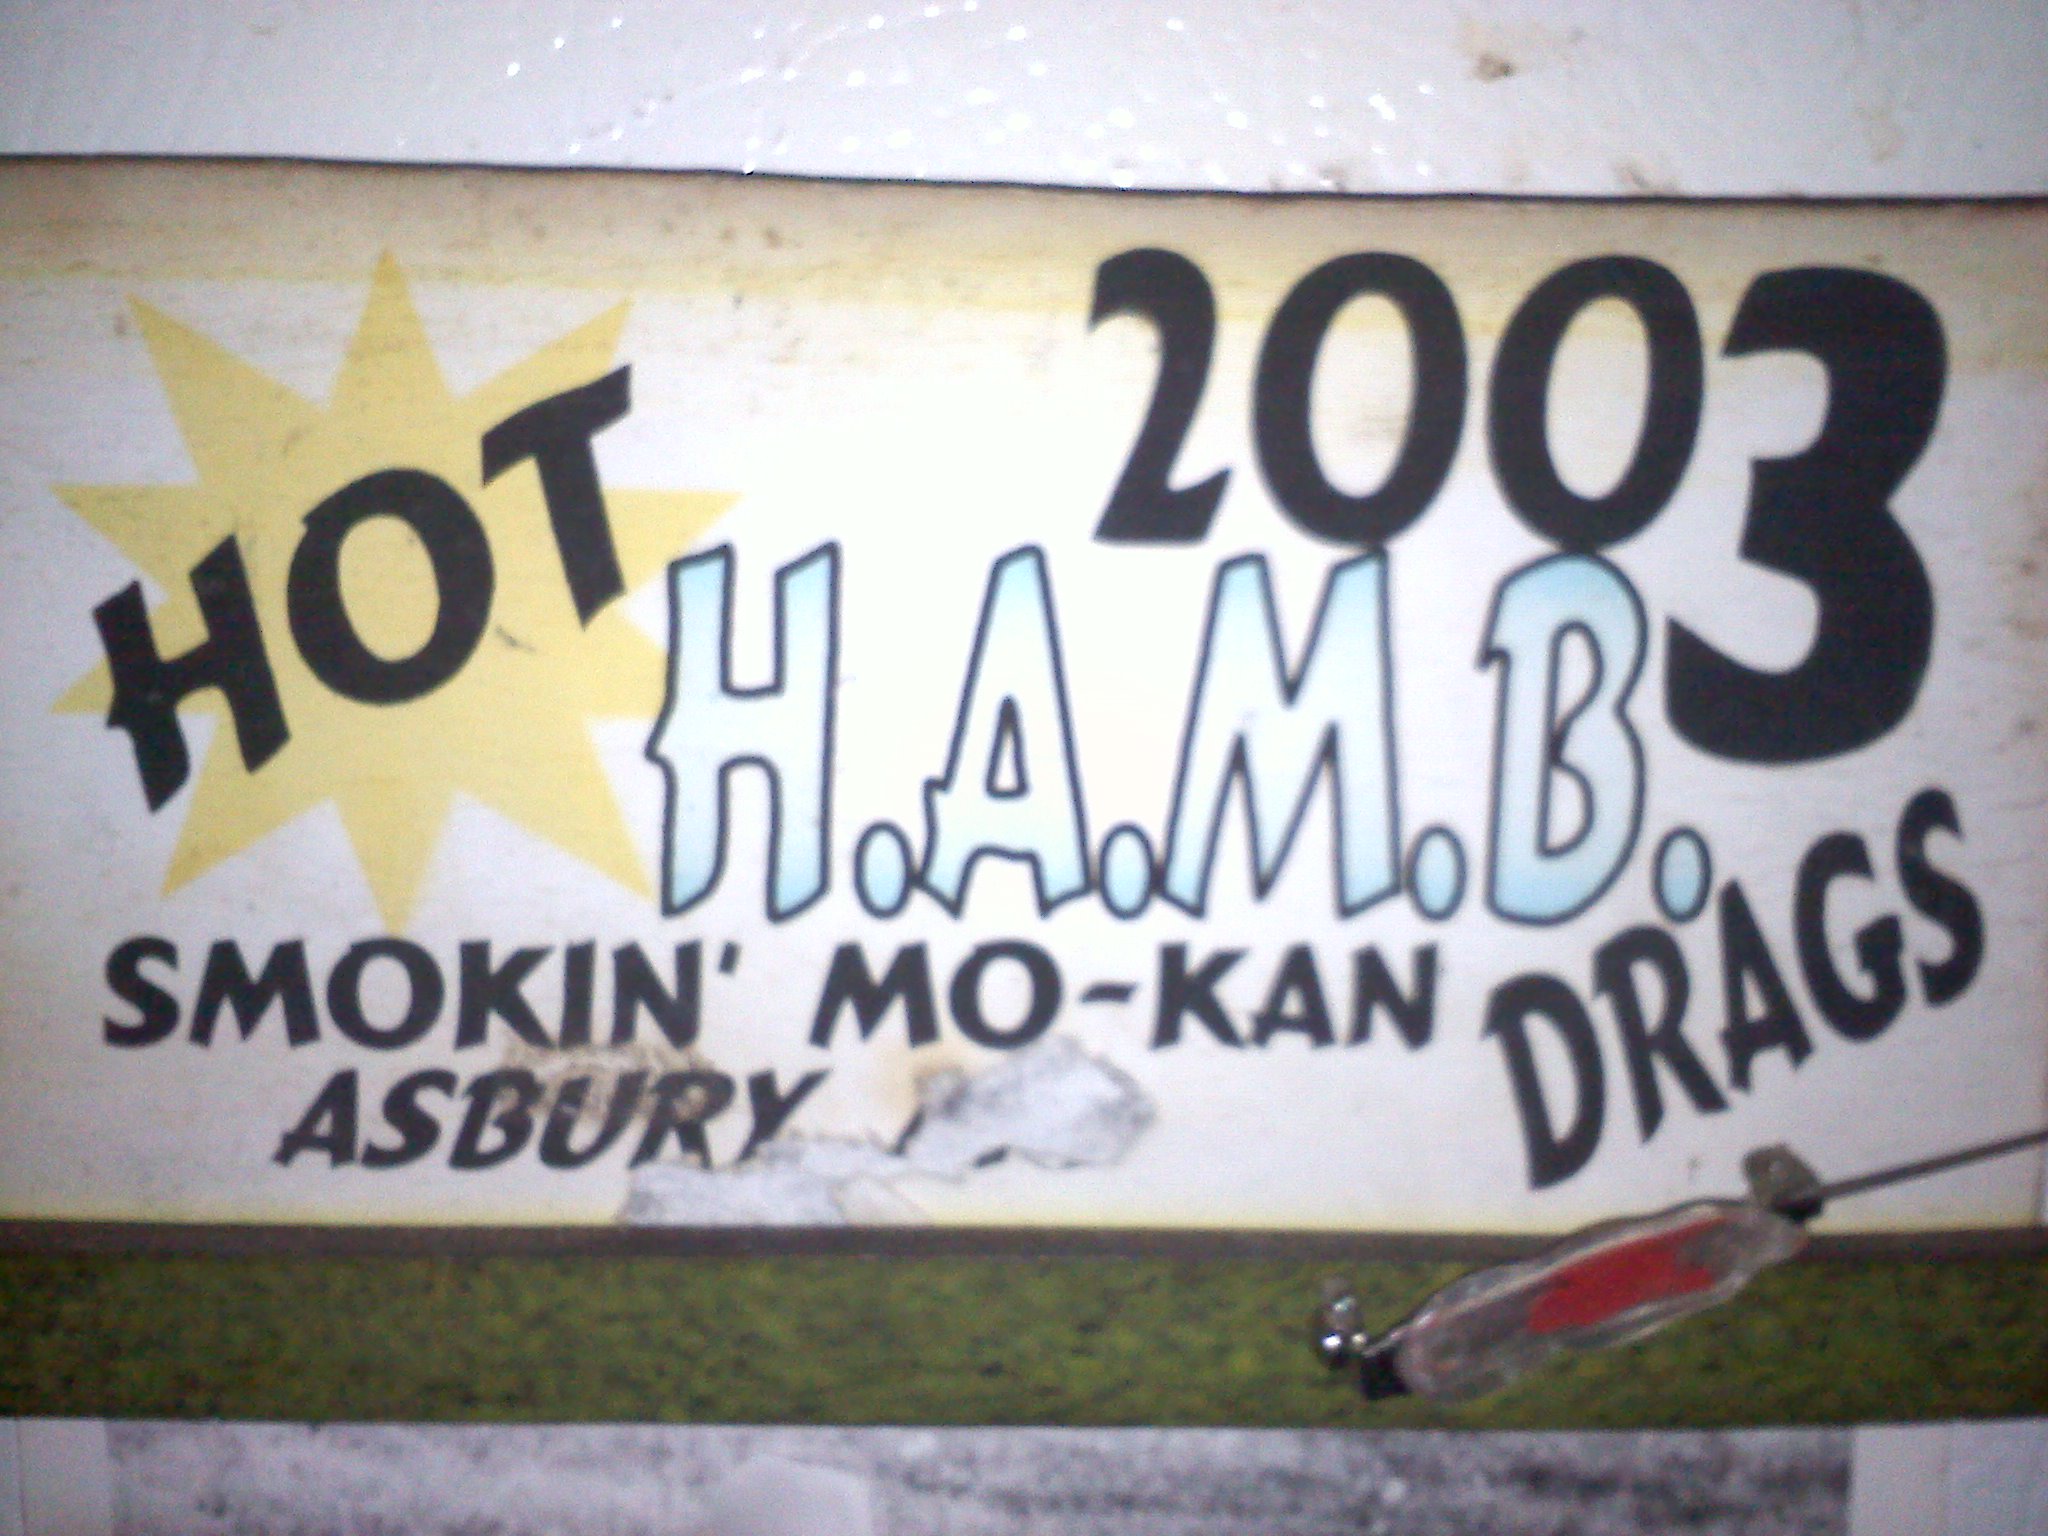 HOT
2003
H.A.M.B.
DRAGS
SMOKIN' MO-KAN
ASBURY